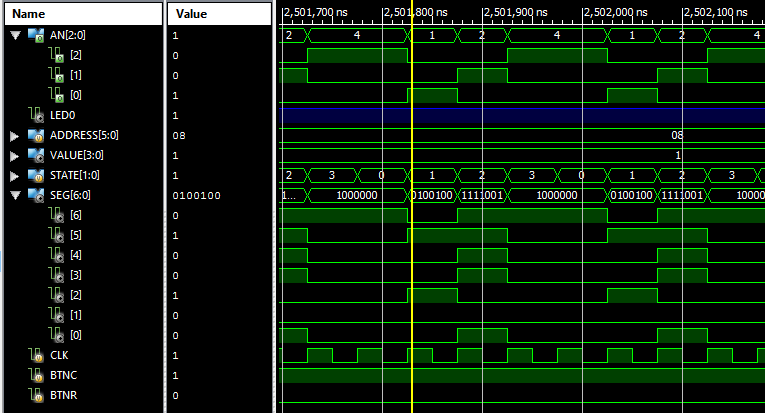 Name Value 2,501,700 ns 2,501,800 ns 2,501,900 ns 2,502,000 ns 2,502,100 ns
AN[2:0] 1 2 4 1 2 4 1 2 4
[2] 0
[1] 0
[0] 1
LED0 1
ADDRESS[5:0] 08 08
VALUE[3:0] 1 1
STATE[1:0] 1 2 3 0 1 2 3 0 1 2 3 0
SEG[6:0] 0100100 1... 1000000 0100100 1111001 1000000 0100100 1111001 10000
[6] 0
[5] 1
[4] 0
[3] 0
[2] 1
[1] 0
[0] 0
CLK 1
BTNC 1
BTNR 0